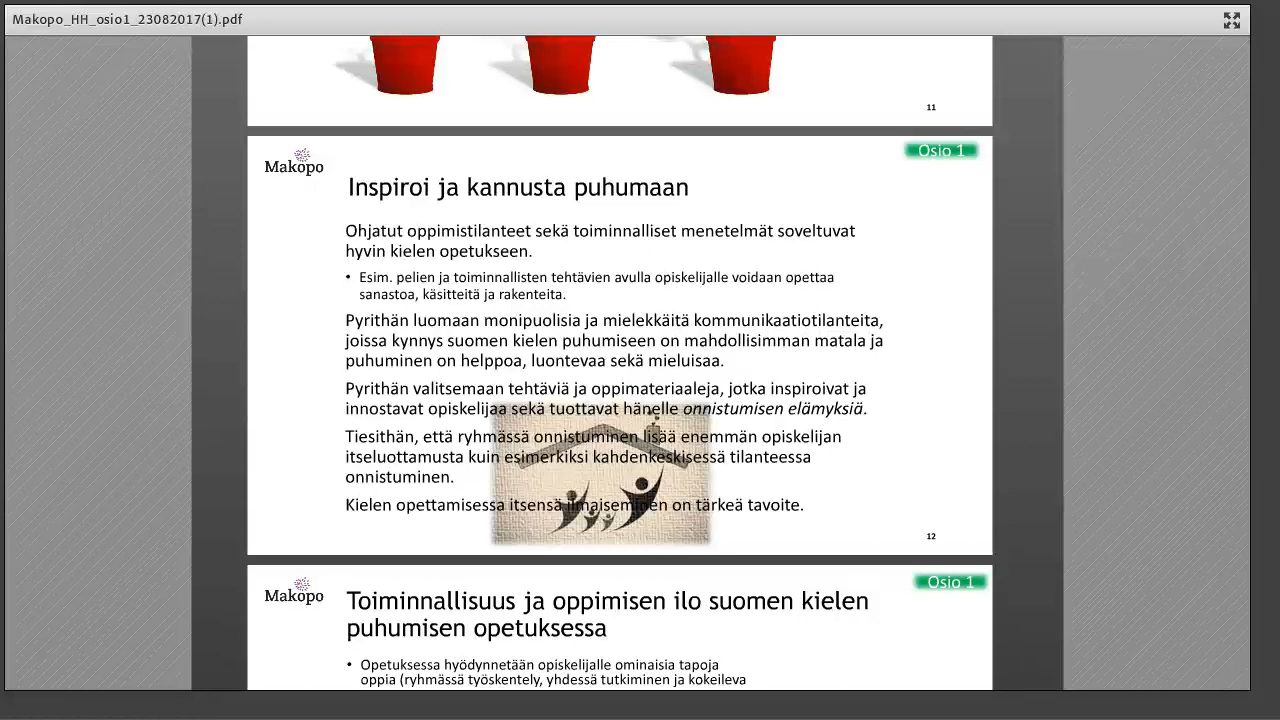 Makopo_HH_osio1_23082017(1).pdf
11
Makopo
Osio 1
Inspiroi ja kannusta puhumaan
Ohjatut oppimistilanteet sekä toiminnalliset menetelmät soveltuvat
hyvin kielen opetukseen.
• Esim. pelien ja toiminnallisten tehtävien avulla opiskelijalle voidaan opettaa
sanastoa, käsitteitä ja rakenteita.
Pyrithän luomaan monipuolisia ja mielekkäitä kommunikaatiotilanteita,
joissa kynnys suomen kielen puhumiseen on mahdollisimman matala ja
puhuminen on helppoa, luontevaa sekä mieluisaa.
Pyrithän valitsemaan tehtäviä ja oppimateriaaleja, jotka inspiroivat ja
innostavat opiskelijaa sekä tuottavat hänelle onnistumisen elämyksiä.
Tiesithän, että ryhmässä onnistuminen lisää enemmän opiskelijan
itseluottamusta kuin esimerkiksi kahdenkeskisessä tilanteessa
onnistuminen.
Kielen opettamisessa itsensä ilmaiseminen on tärkeä tavoite.
12
Makopo
Osio 1
Toiminnallisuus ja oppimisen ilo suomen kielen
puhumisen opetuksessa
• Opetuksessa hyödynnetään opiskelijalle ominaisia tapoja
oppia (ryhmässä työskentely, yhdessä tutkiminen ja kokeileva